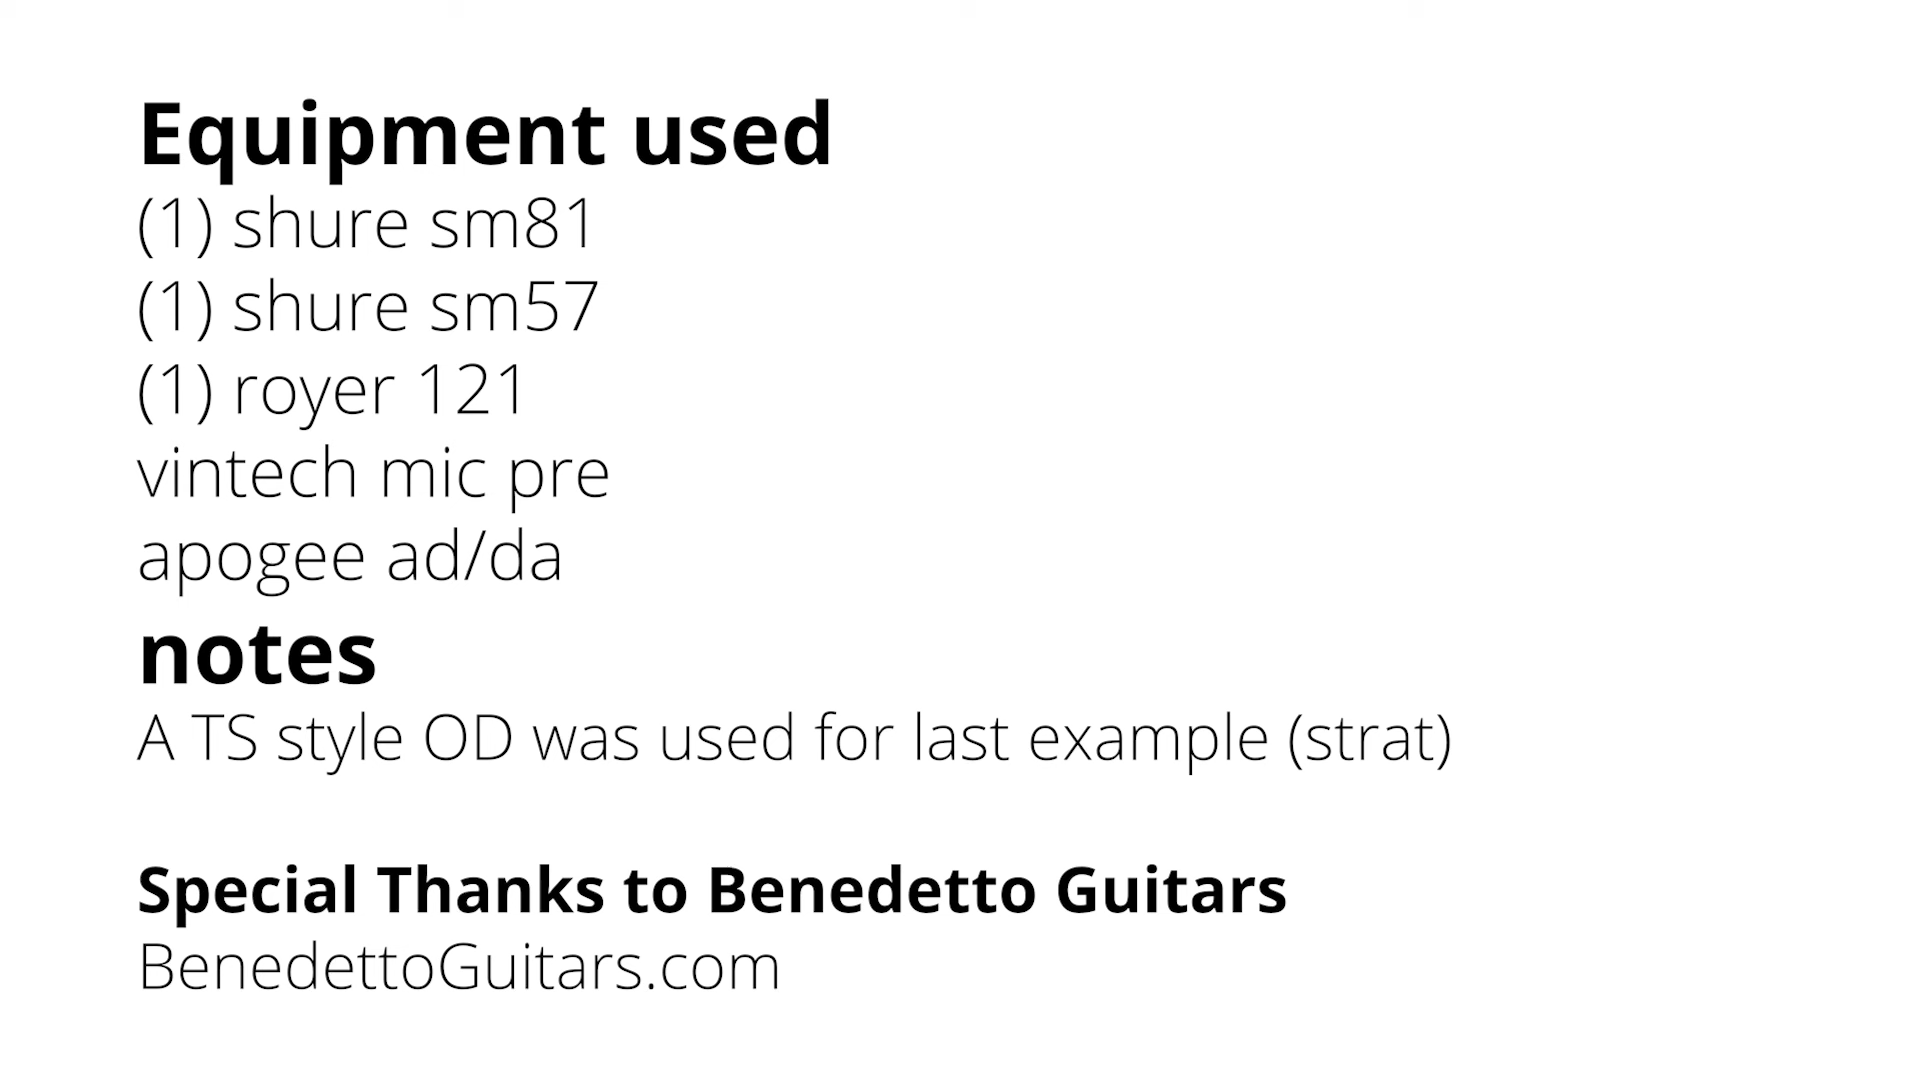 Equipment used
(1) shure sm81
(1) shure sm57
(1) royer 121
vintech mic pre
apogee ad/da
notes
A TS style OD was used for last example (strat)
Special Thanks to Benedetto Guitars
BenedettoGuitars.com